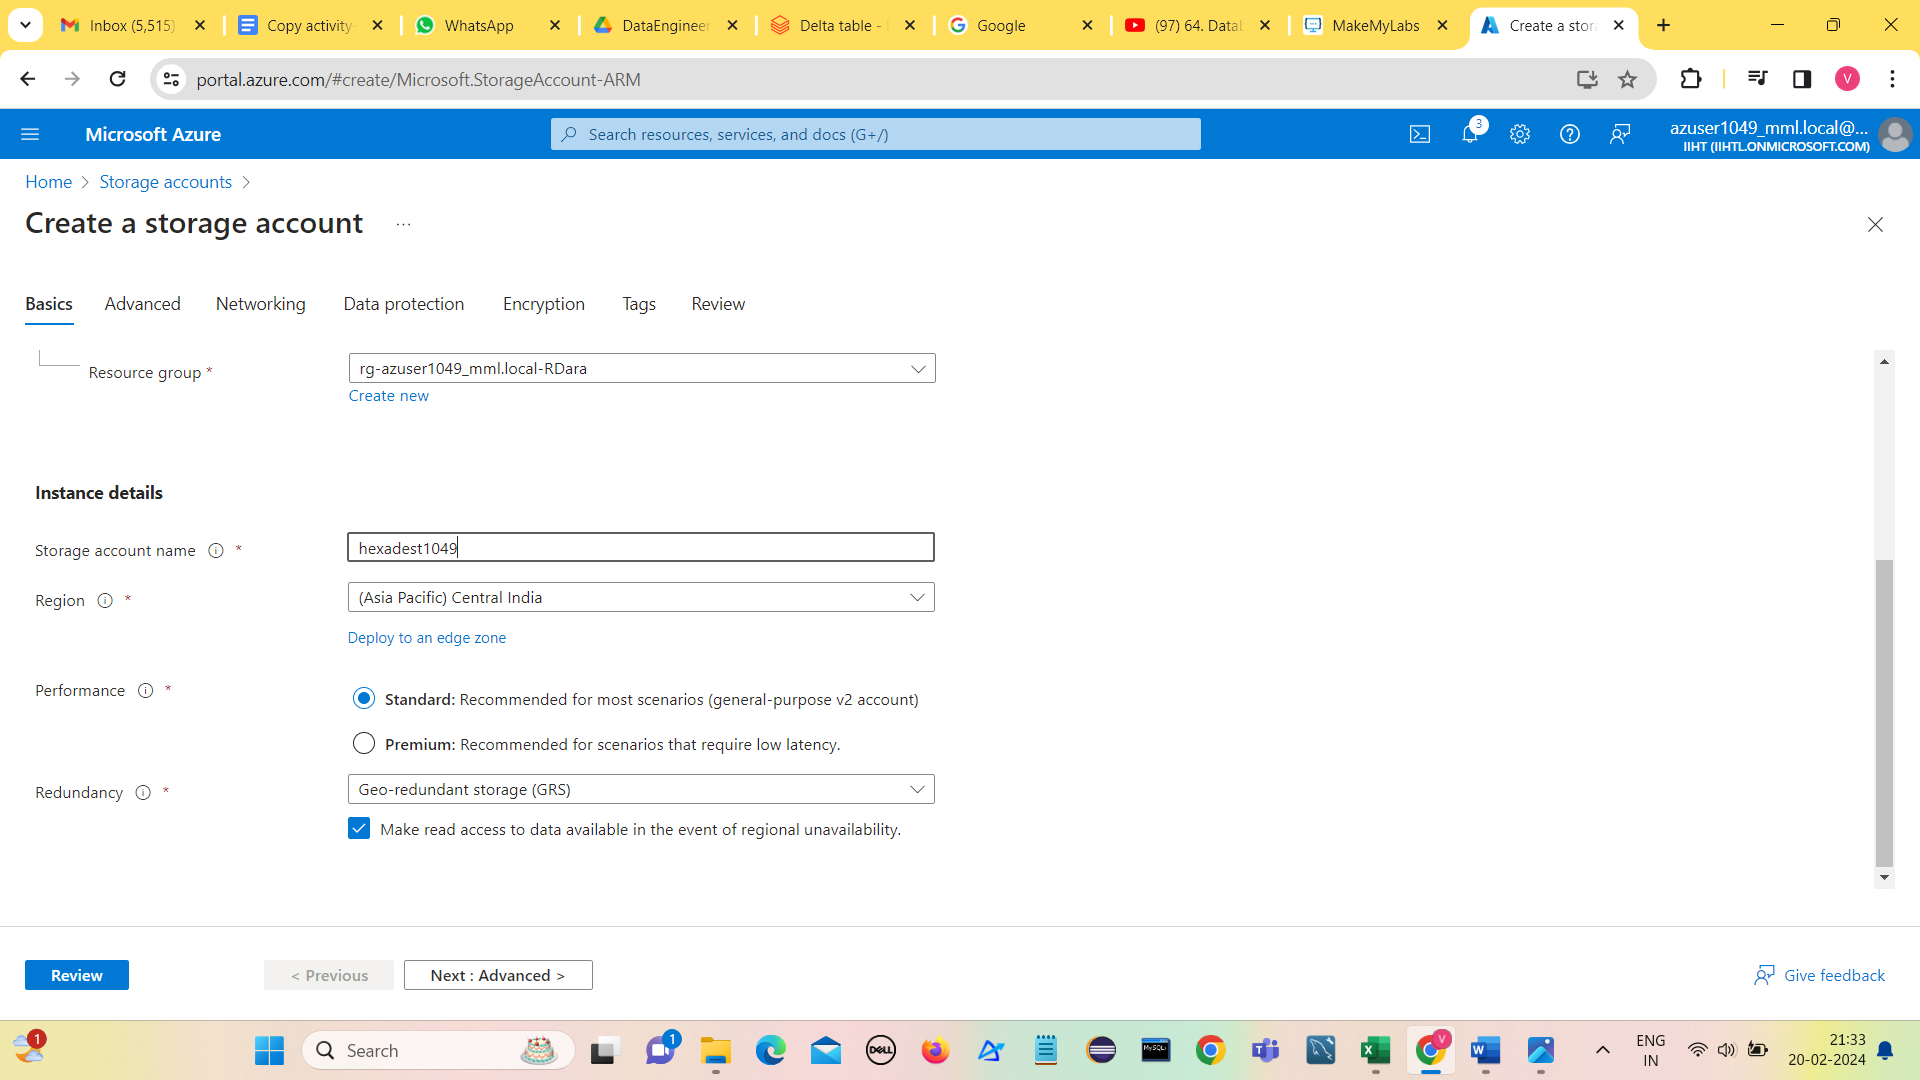 Inbox (5,515)
Copy activity-
WhatsApp
DataEngineer
Delta table -
Google
(97) 64. Datab
MakeMyLabs
Create a stora
portal.azure.com/#create/Microsoft.StorageAccount-ARM
V
Microsoft Azure
Search resources, services, and docs (G+/)
3
azuser1049_mml.local@...
IIHT (IIHTL.ONMICROSOFT.COM)
Home > Storage accounts >
Create a storage account ...
Basics Advanced Networking Data protection Encryption Tags Review
Resource group *
rg-azuser1049_mml.local-RDara
Create new
Instance details
Storage account name *
hexadest1049
Region *
(Asia Pacific) Central India
Deploy to an edge zone
Performance *
Standard: Recommended for most scenarios (general-purpose v2 account)
Premium: Recommended for scenarios that require low latency.
Redundancy *
Geo-redundant storage (GRS)
Make read access to data available in the event of regional unavailability.
Review
< Previous
Next : Advanced >
Give feedback
1
Search
1
DELL
MySQL
V
ENG
IN
21:33
20-02-2024